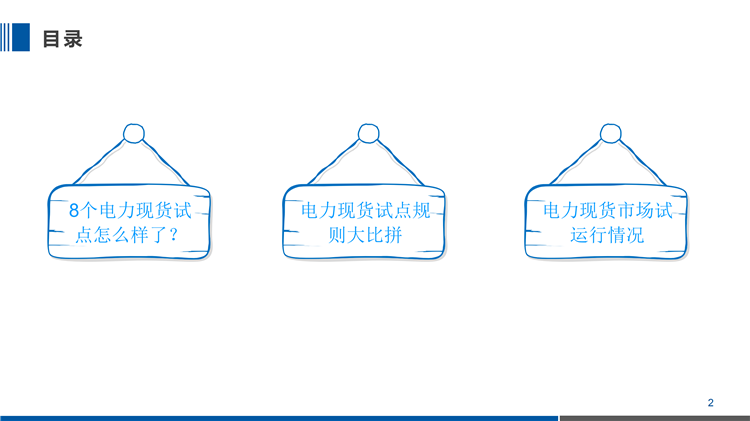 目录
8个电力现货试
点怎么样了？
电力现货试点规
则大比拼
电力现货市场试
运行情况
2